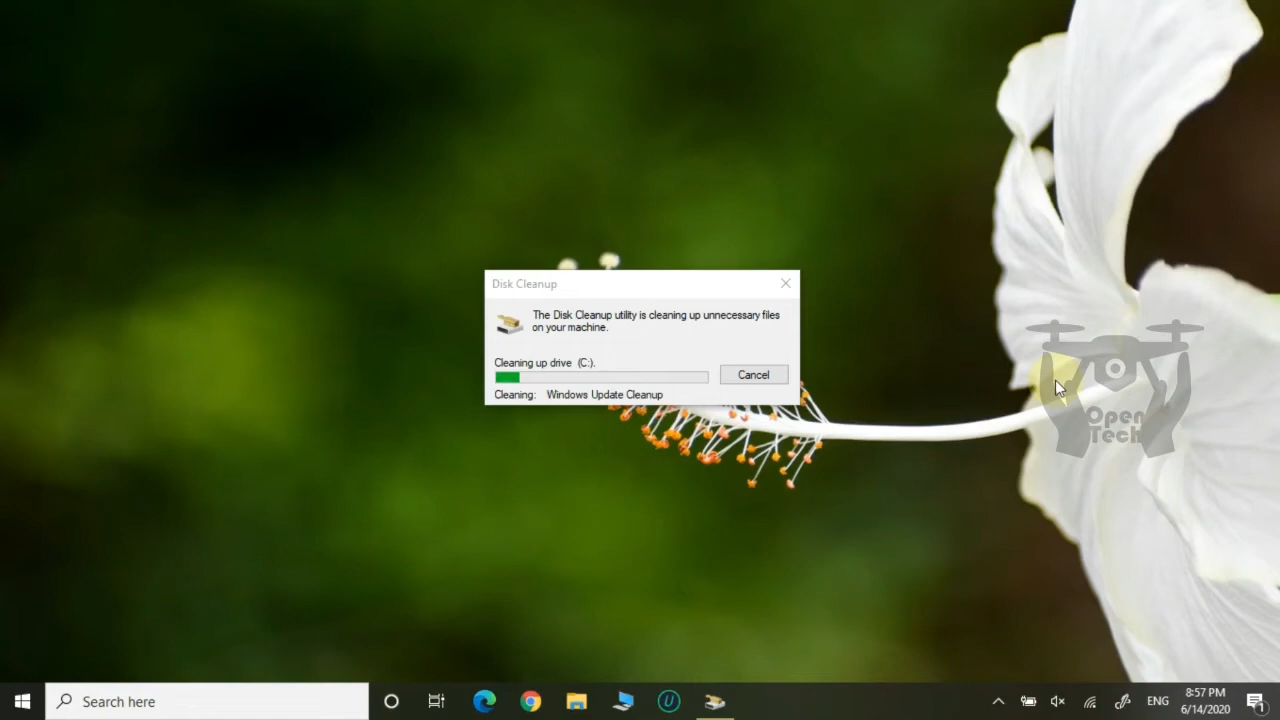 Disk Cleanup
The Disk Cleanup utility is cleaning up unnecessary files
on your machine.
Cleaning up drive (C:).
Cancel
Cleaning: Windows Update Cleanup
Open
Tech
Search here
ENG
8:57 PM
6/14/2020
1